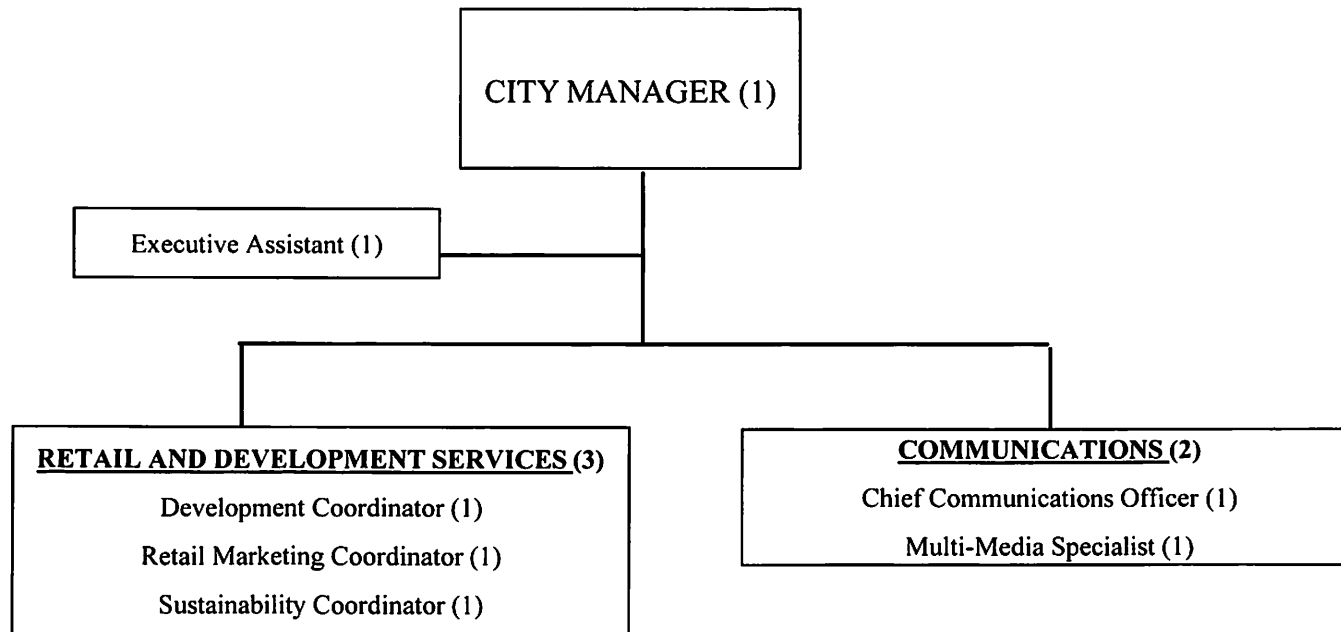 CITY MANAGER (1)
Executive Assistant (1)
RETAIL AND DEVELOPMENT SERVICES (3)
Development Coordinator (1)
Retail Marketing Coordinator (1)
Sustainability Coordinator (1)
COMMUNICATIONS (2)
Chief Communications Officer (1)
Multi-Media Specialist (1)